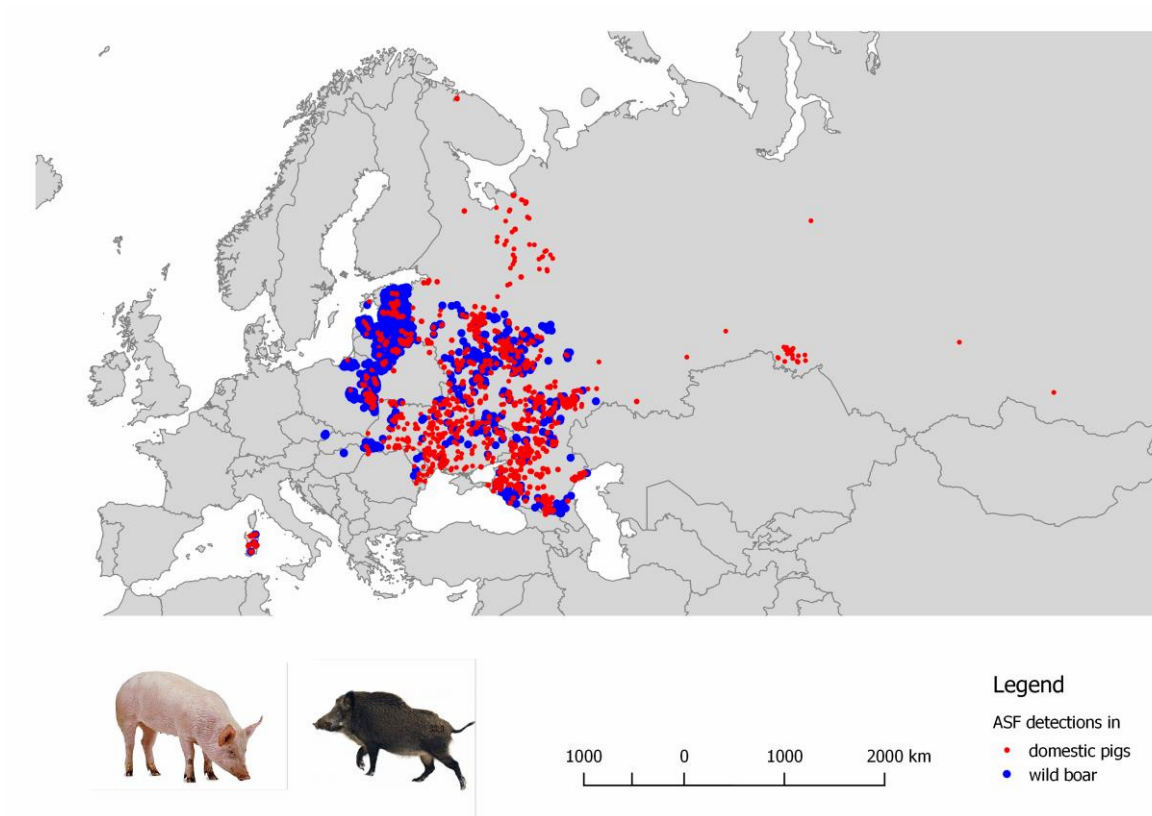 Legend
ASF detections in
domestic pigs
wild boar
1000 0 1000 2000 km